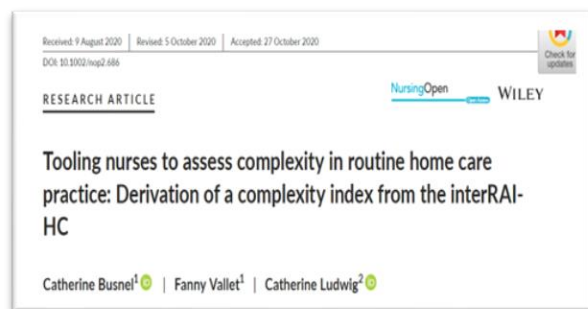 Received: 9 August 2020 | Revised: 5 October 2020 | Accepted: 27 October 2020
DOI: 10.1002/nop2.686
Check for
updates
RESEARCH ARTICLE
NursingOpen
WILEY
Tooling nurses to assess complexity in routine home care
practice: Derivation of a complexity index from the interRAI-
HC
Catherine Busnel1 iD | Fanny Vallet1 | Catherine Ludwig2 iD